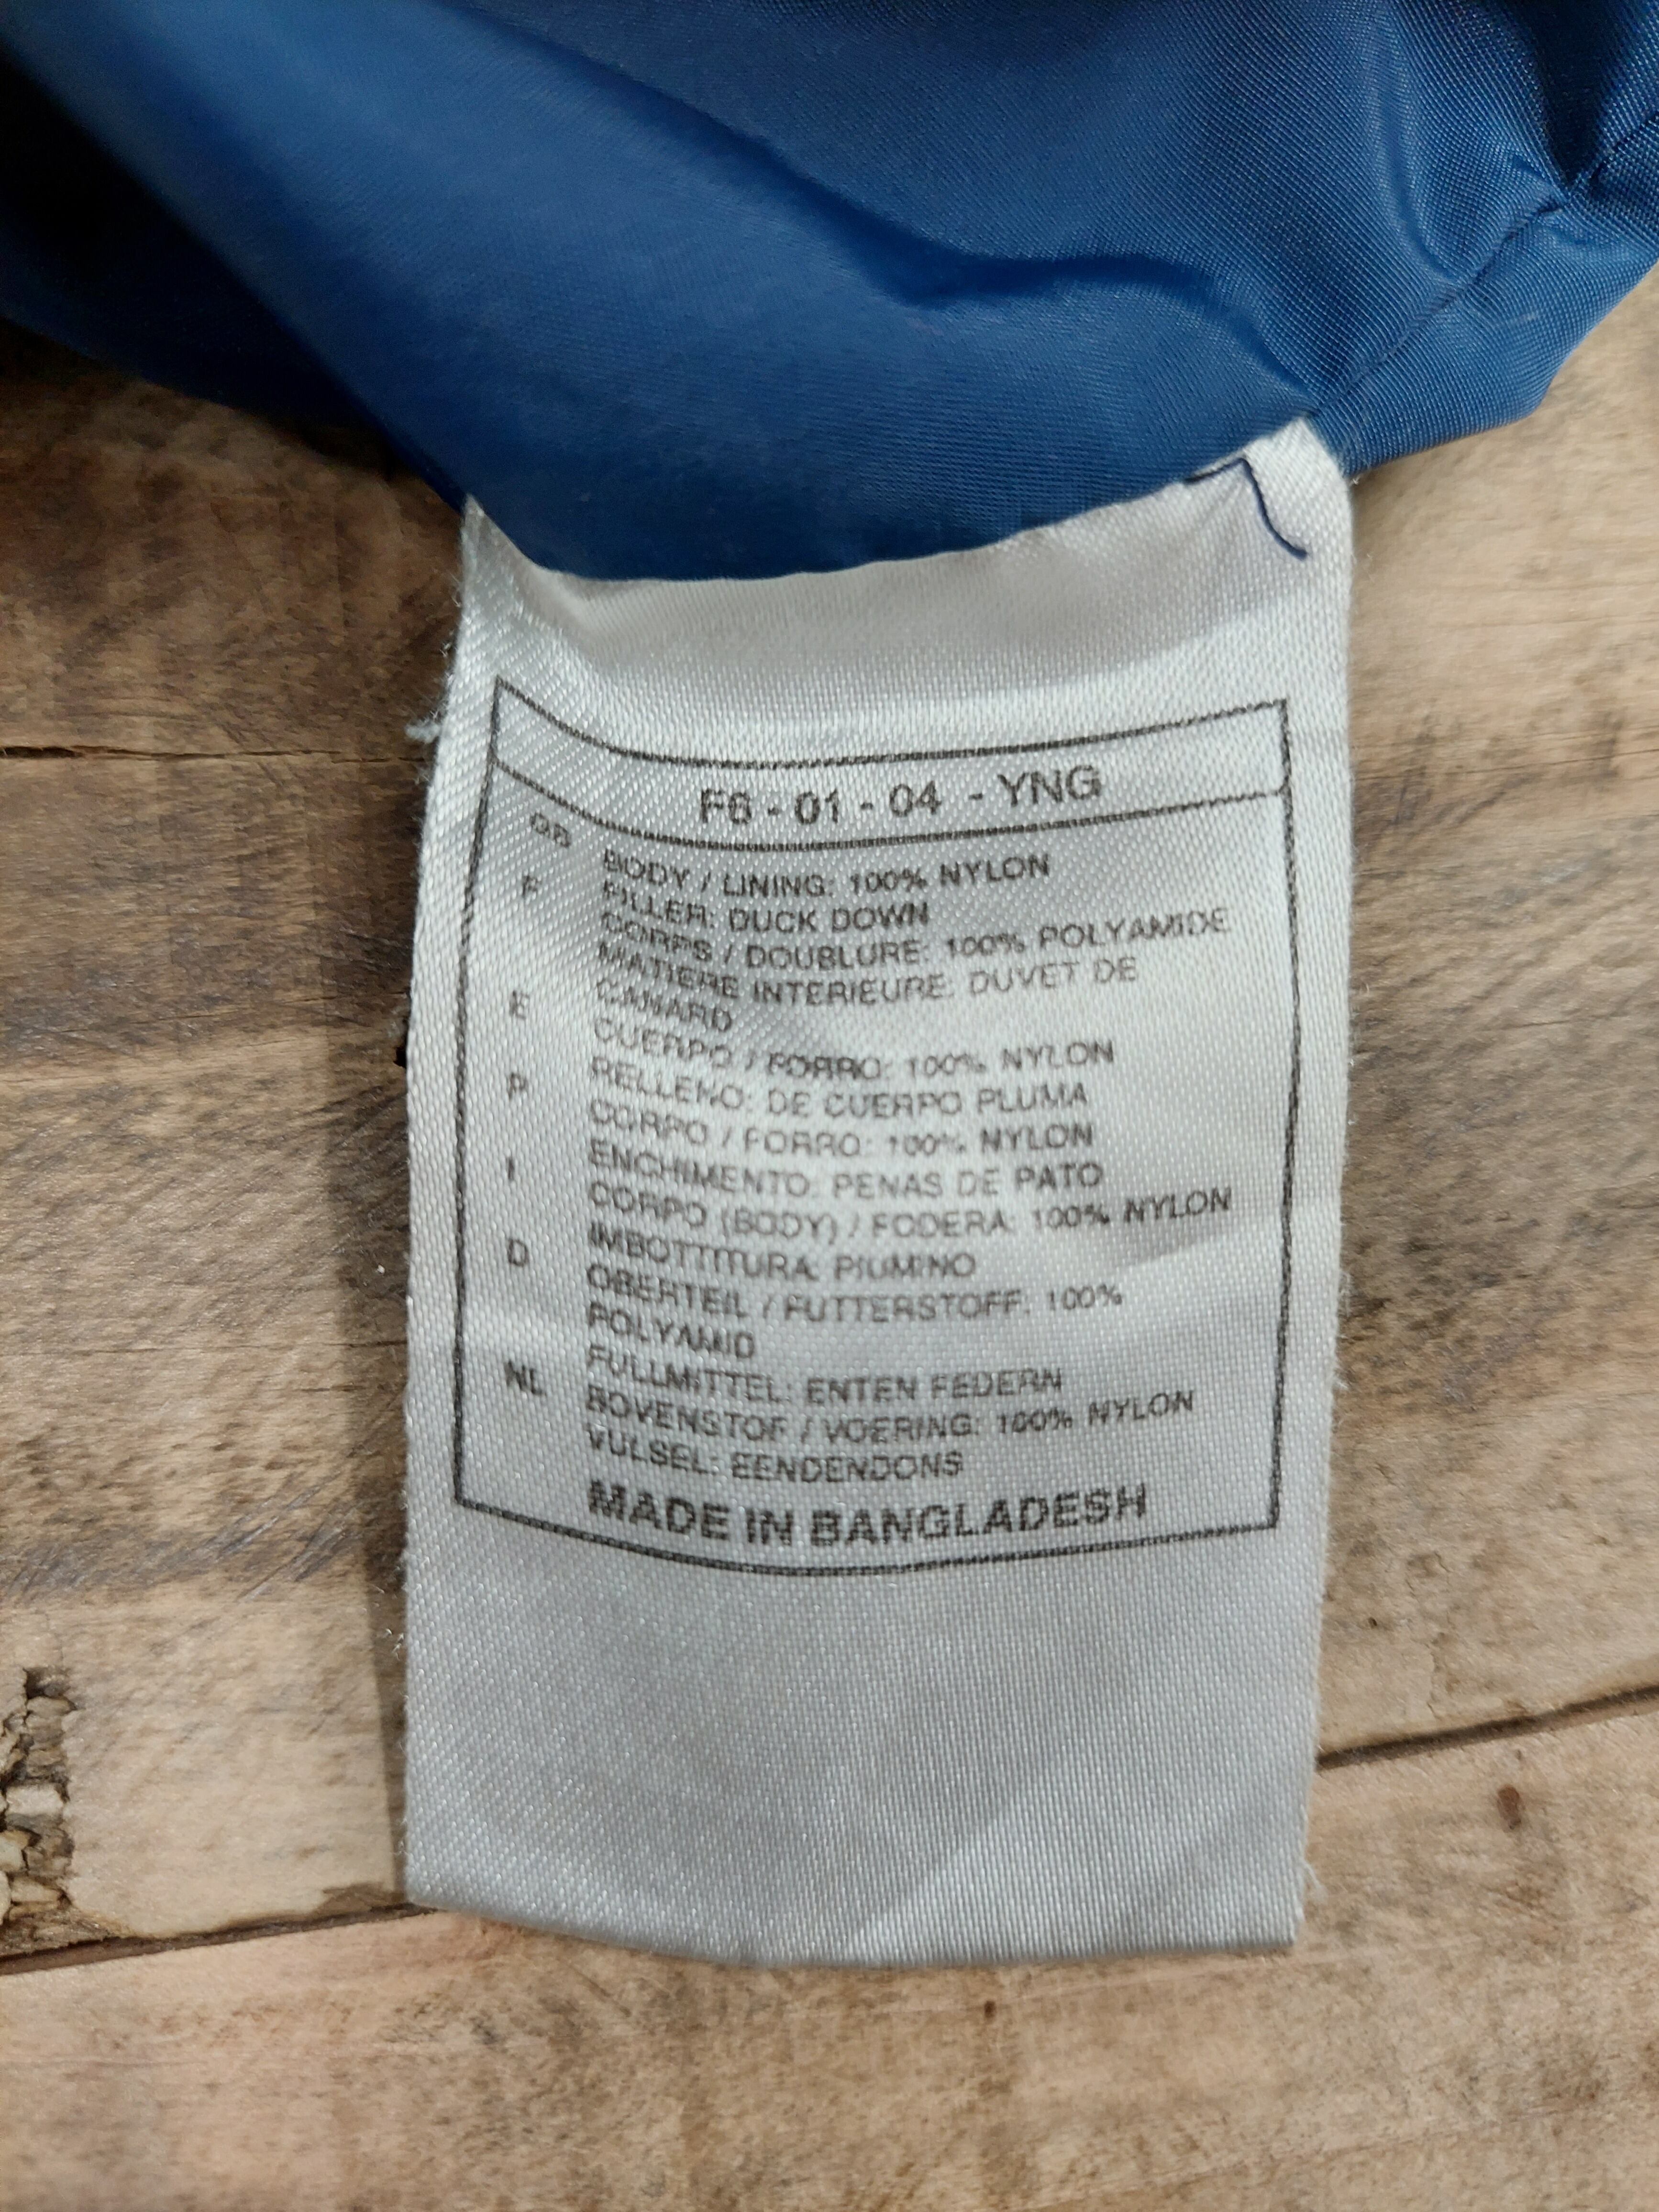 F6 - 01 - 04 - YNG
GB BODY / LINING: 100% NYLON
FILLER: DUCK DOWN
F CORPS / DOUBLURE: 100% POLYAMIDE
MATIERE INTERIEURE: DUVET DE
CANARD
E CUERPO / FORRO: 100% NYLON
RELLENO: DE CUERPO PLUMA
P CORPO / FORRO: 100% NYLON
ENCHIMENTO: PENAS DE PATO
I CORPO (BODY) / FODERA: 100% NYLON
IMBOTTITURA: PIUMINO
D OBERTEIL / FUTTERSTOFF: 100%
POLYAMID
FULLMITTEL: ENTEN FEDERN
NL BOVENSTOF / VOERING: 100% NYLON
VULSEL: EENDENDONS
MADE IN BANGLADESH